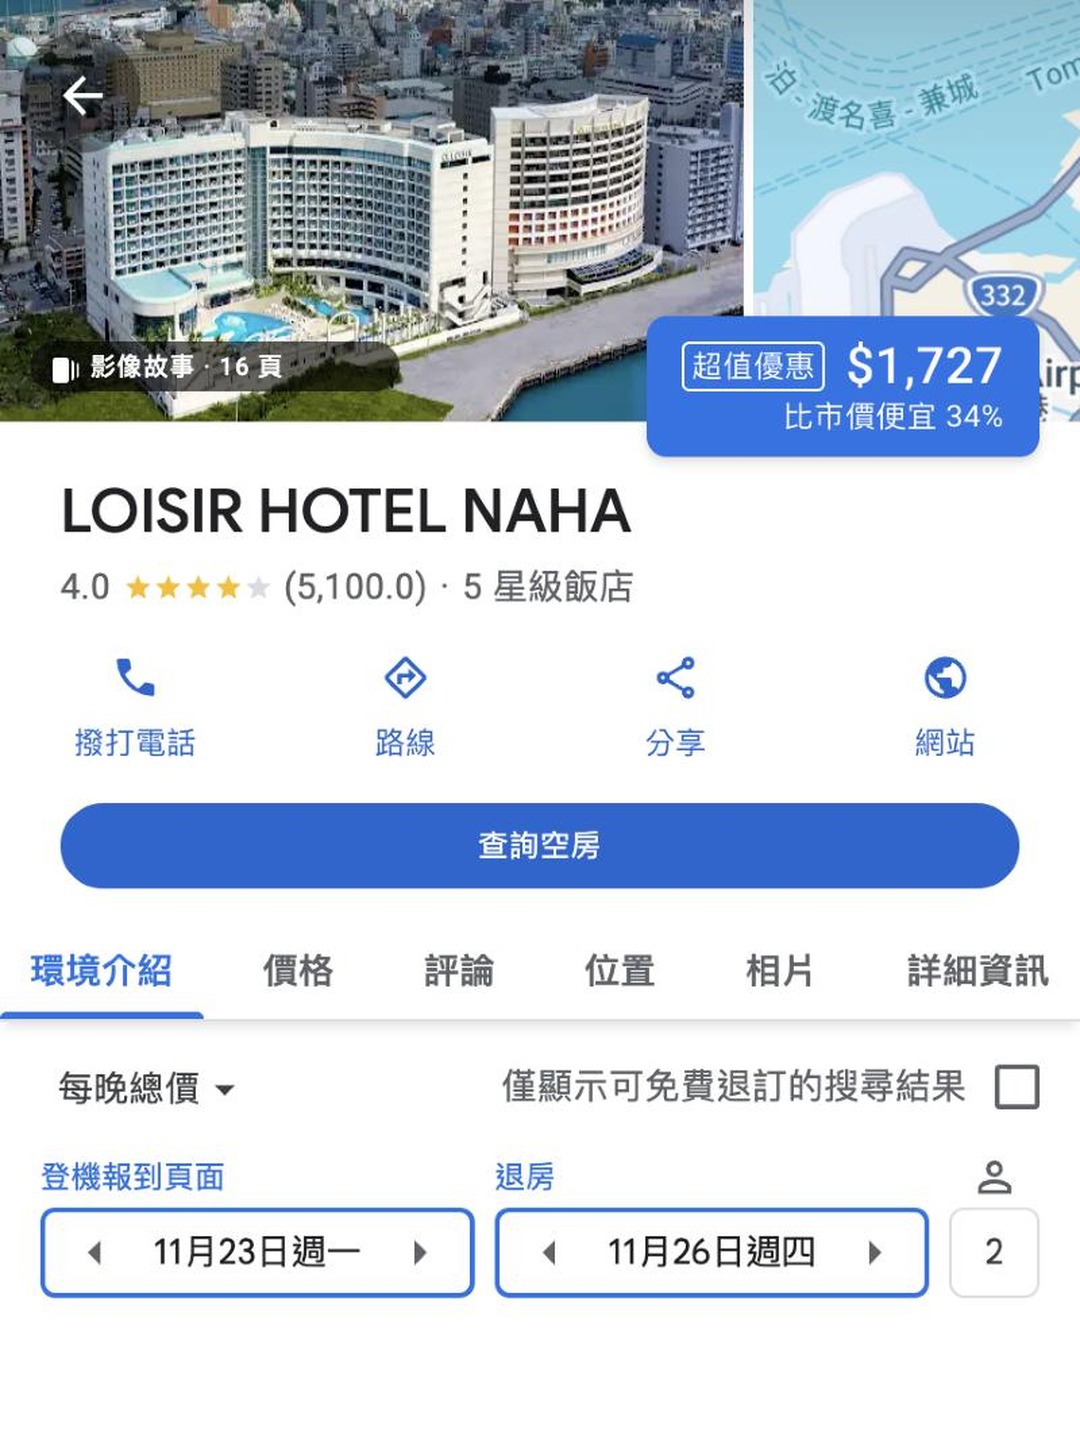 泊 - 渡名喜 - 兼城
Tom
332
影像故事 · 16 頁
超值優惠 $1,727
比市價便宜 34%
LOISIR HOTEL NAHA
4.0 (5,100.0) · 5 星級飯店
撥打電話 路線 分享 網站
查詢空房
環境介紹 價格 評論 位置 相片 詳細資訊
每晚總價 僅顯示可免費退訂的搜尋結果
登機報到頁面 退房
11月23日週一 11月26日週四 2